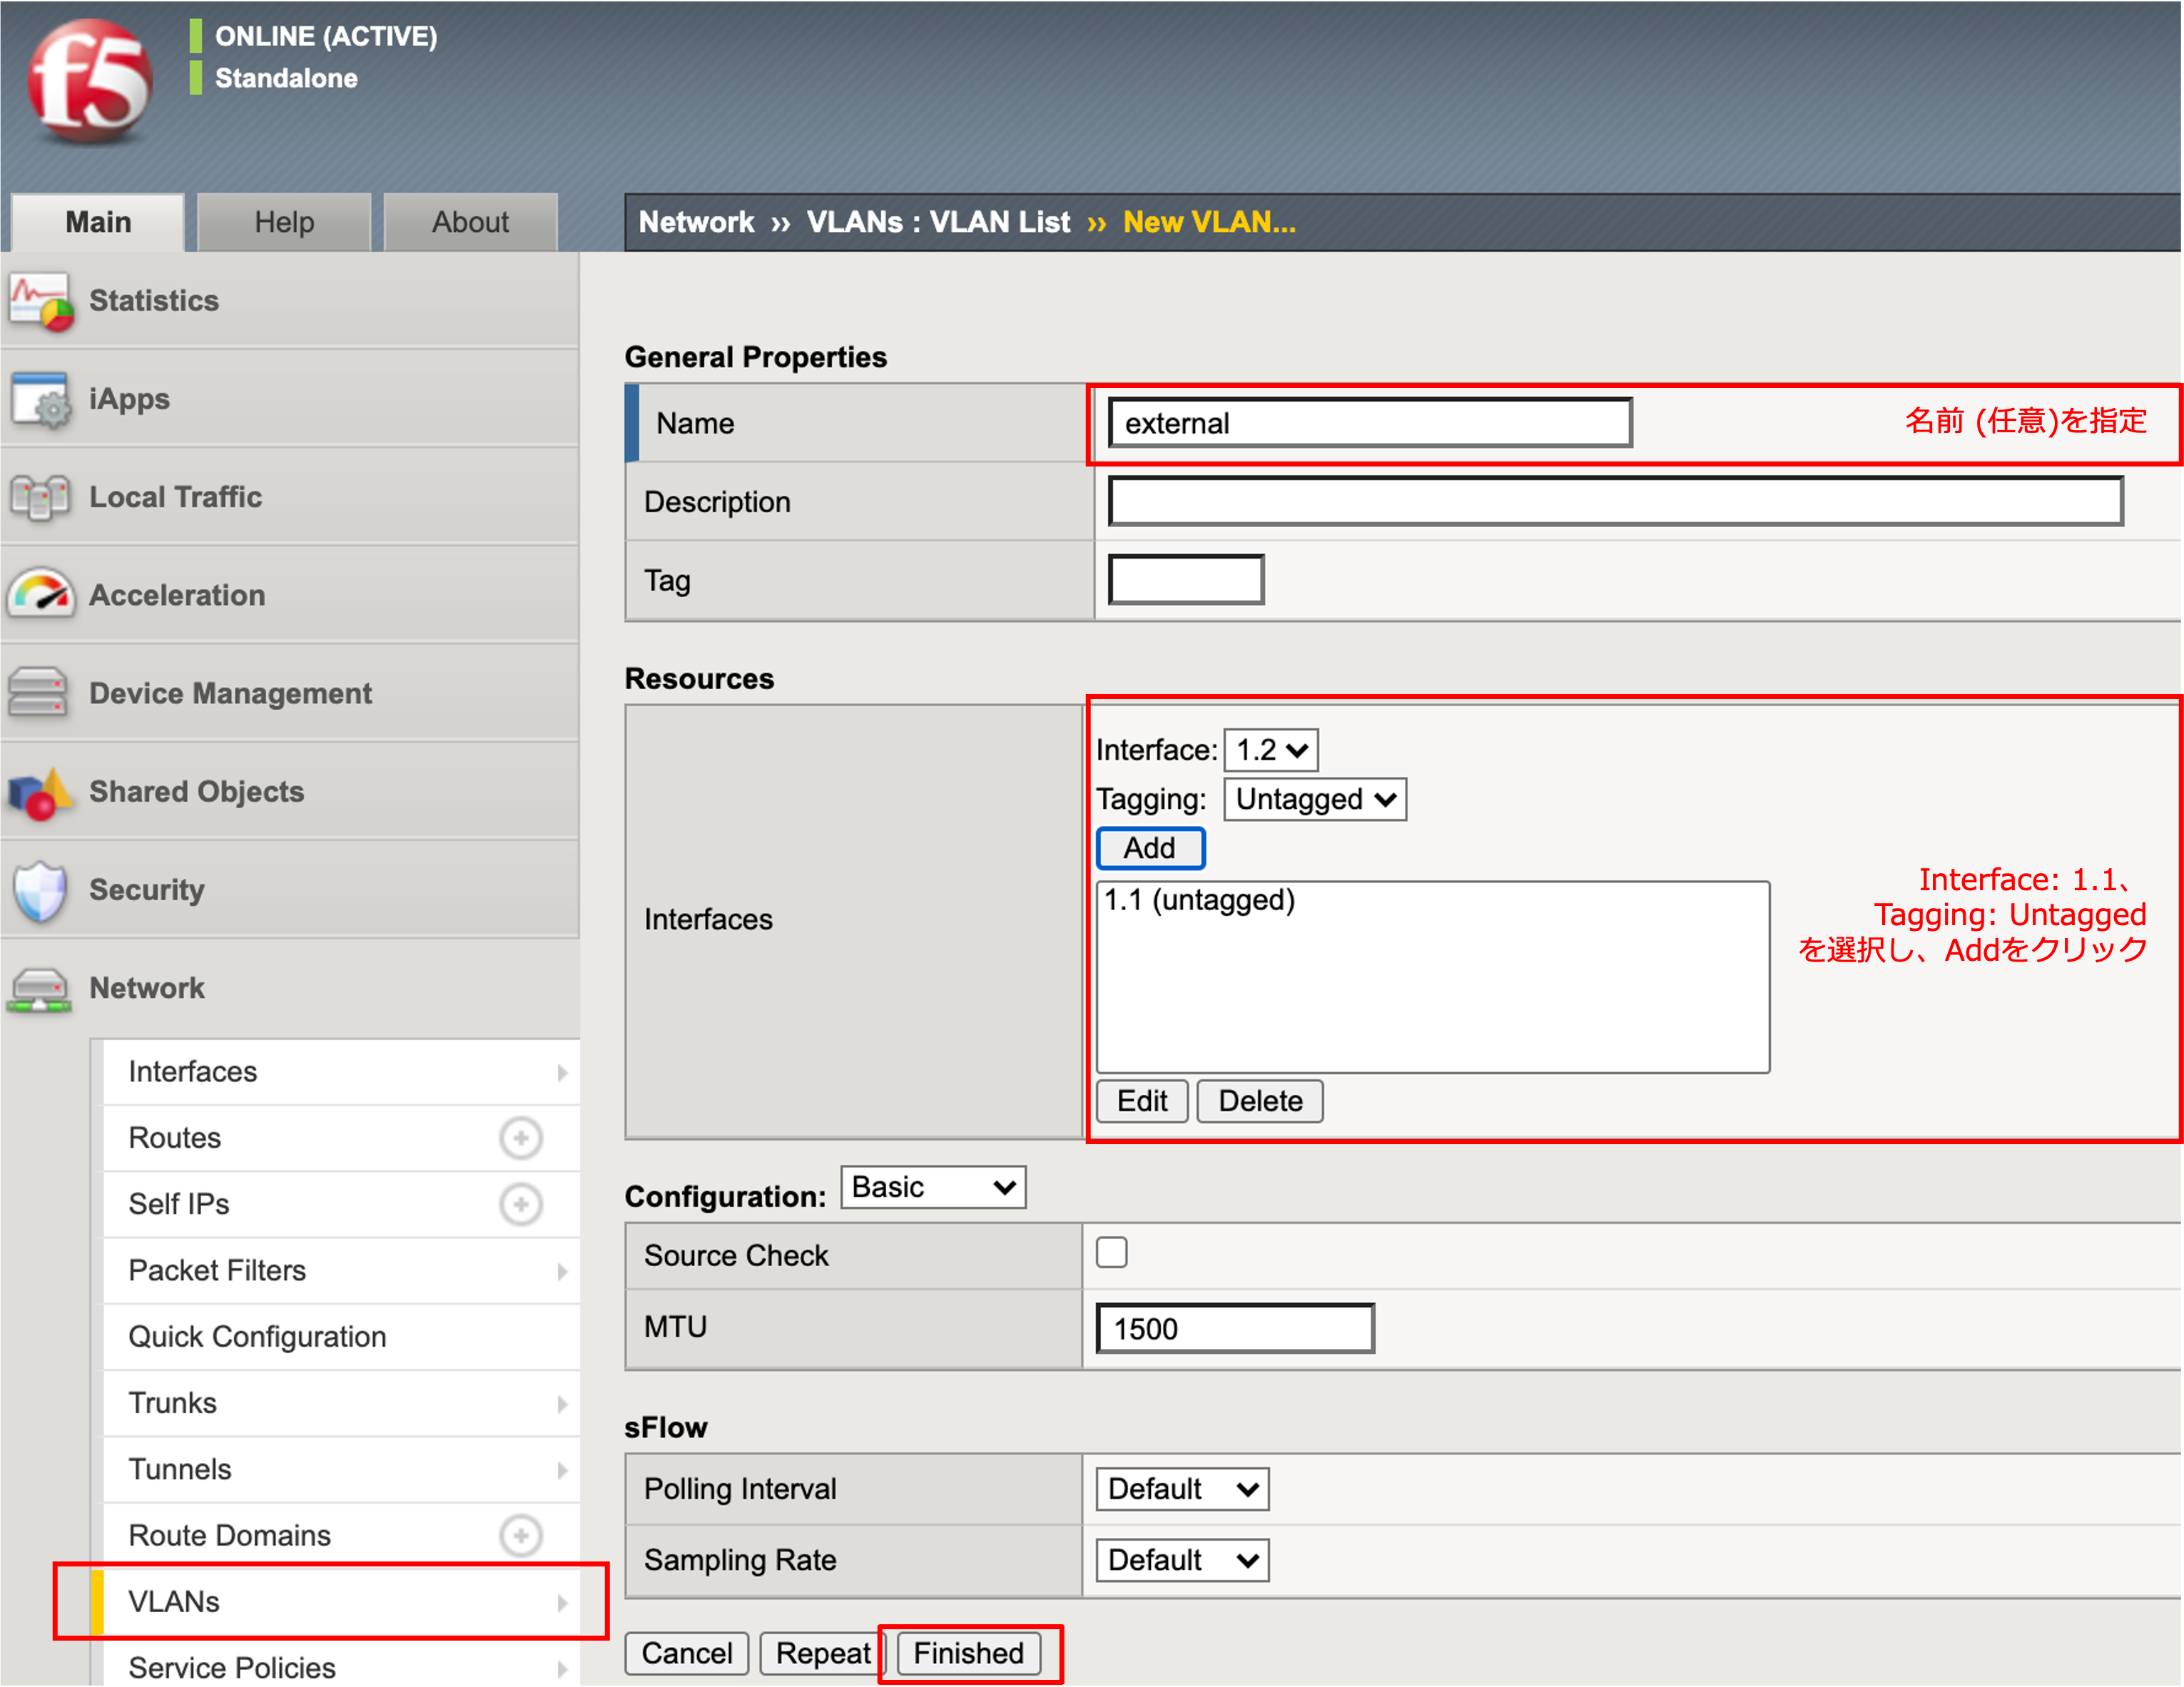 f5
ONLINE (ACTIVE)
Standalone
Main
Help
About
Network ›› VLANs : VLAN List ›› New VLAN...
Statistics
iApps
Local Traffic
Acceleration
Device Management
Shared Objects
Security
Network
Interfaces
Routes
Self IPs
Packet Filters
Quick Configuration
Trunks
Tunnels
Route Domains
VLANs
Service Policies
General Properties
Name
external
名前 (任意)を指定
Description
Tag
Resources
Interfaces
Interface: 1.2
Tagging: Untagged
Add
1.1 (untagged)
Interface: 1.1、
Tagging: Untagged
を選択し、Addをクリック
Edit
Delete
Configuration: Basic
Source Check
MTU
1500
sFlow
Polling Interval
Default
Sampling Rate
Default
Cancel
Repeat
Finished